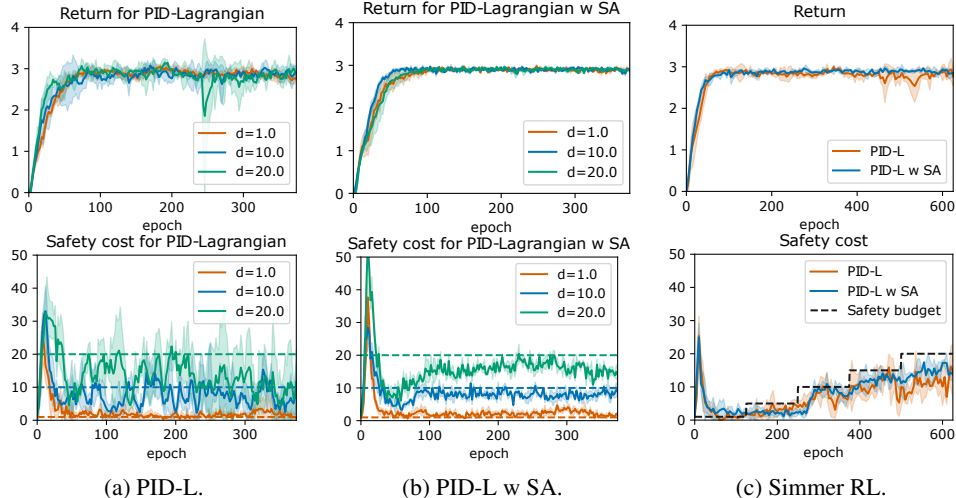 Return for PID-Lagrangian
4
3
2
1
0
d=1.0
d=10.0
d=20.0
0 100 200 300
epoch
Return for PID-Lagrangian w SA
4
3
2
1
0
d=1.0
d=10.0
d=20.0
0 100 200 300
epoch
Return
4
3
2
1
0
PID-L
PID-L w SA
0 200 400 600
epoch
Safety cost for PID-Lagrangian
50
40
30
20
10
0
d=1.0
d=10.0
d=20.0
0 100 200 300
epoch
Safety cost for PID-Lagrangian w SA
50
40
30
20
10
0
d=1.0
d=10.0
d=20.0
0 100 200 300
epoch
Safety cost
50
40
30
20
10
0
PID-L
PID-L w SA
Safety budget
0 200 400 600
epoch
(a) PID-L.
(b) PID-L w SA.
(c) Simmer RL.